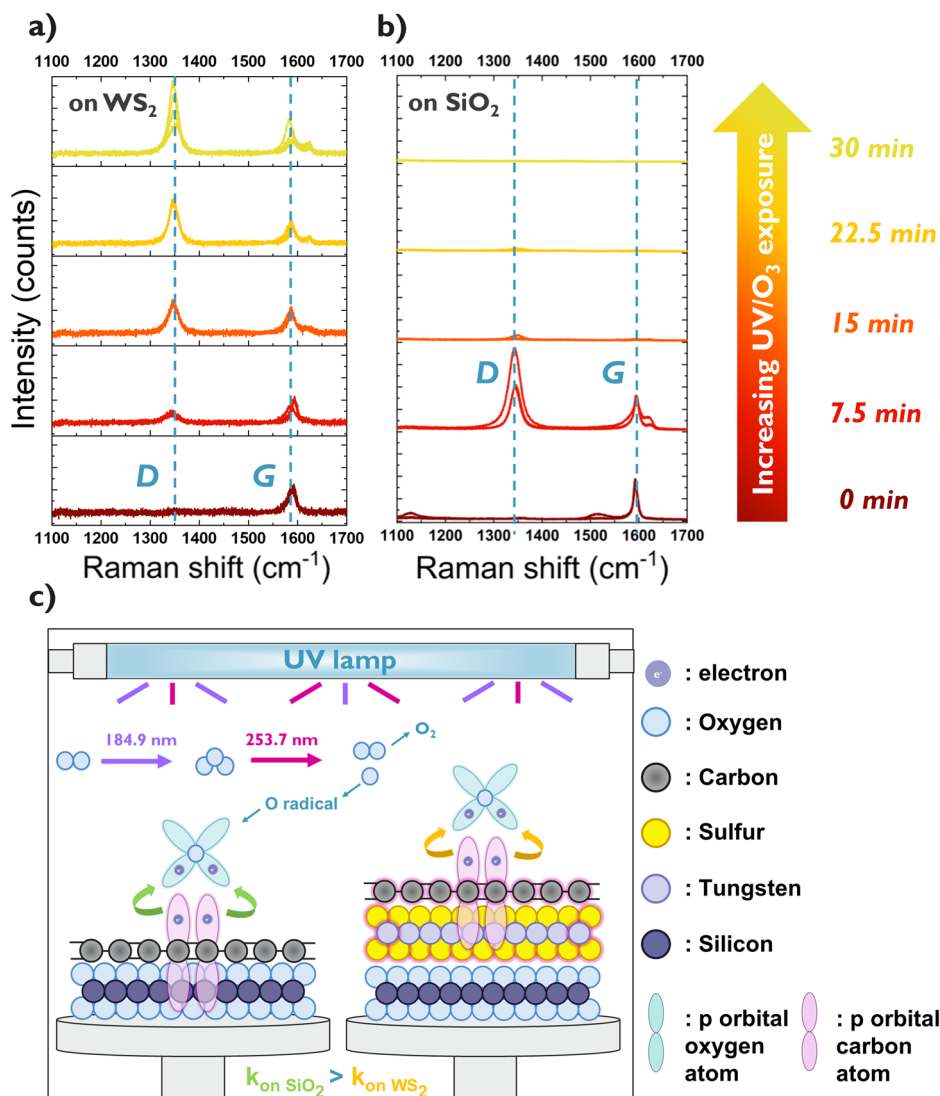 a)
1100 1200 1300 1400 1500 1600 1700
on WS2
Intensity (counts)
D G
1100 1200 1300 1400 1500 1600 1700
Raman shift (cm-1)
b)
1100 1200 1300 1400 1500 1600 1700
on SiO2
D G
1100 1200 1300 1400 1500 1600 1700
Raman shift (cm-1)
Increasing UV/O3 exposure
30 min
22.5 min
15 min
7.5 min
0 min
c)
UV lamp
184.9 nm
253.7 nm
O2
O radical
e-
e-
e-
e-
e-
e-
e-
e-
kon SiO2 > kon WS2
e- : electron
: Oxygen
: Carbon
: Sulfur
: Tungsten
: Silicon
: p orbital
oxygen
atom
: p orbital
carbon
atom